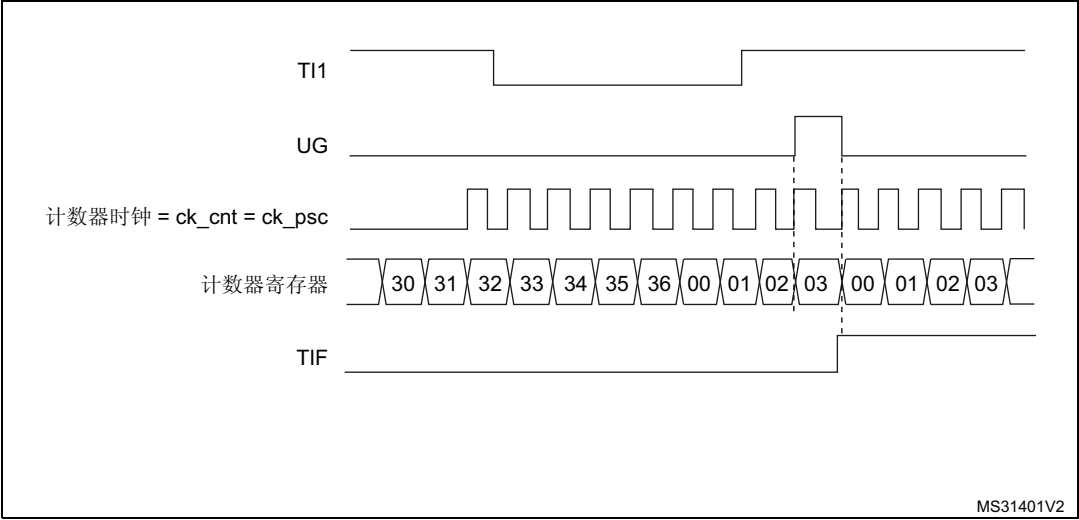 TI1
UG
计数器时钟 = ck_cnt = ck_psc
计数器寄存器 30 31 32 33 34 35 36 00 01 02 03 00 01 02 03
TIF
MS31401V2